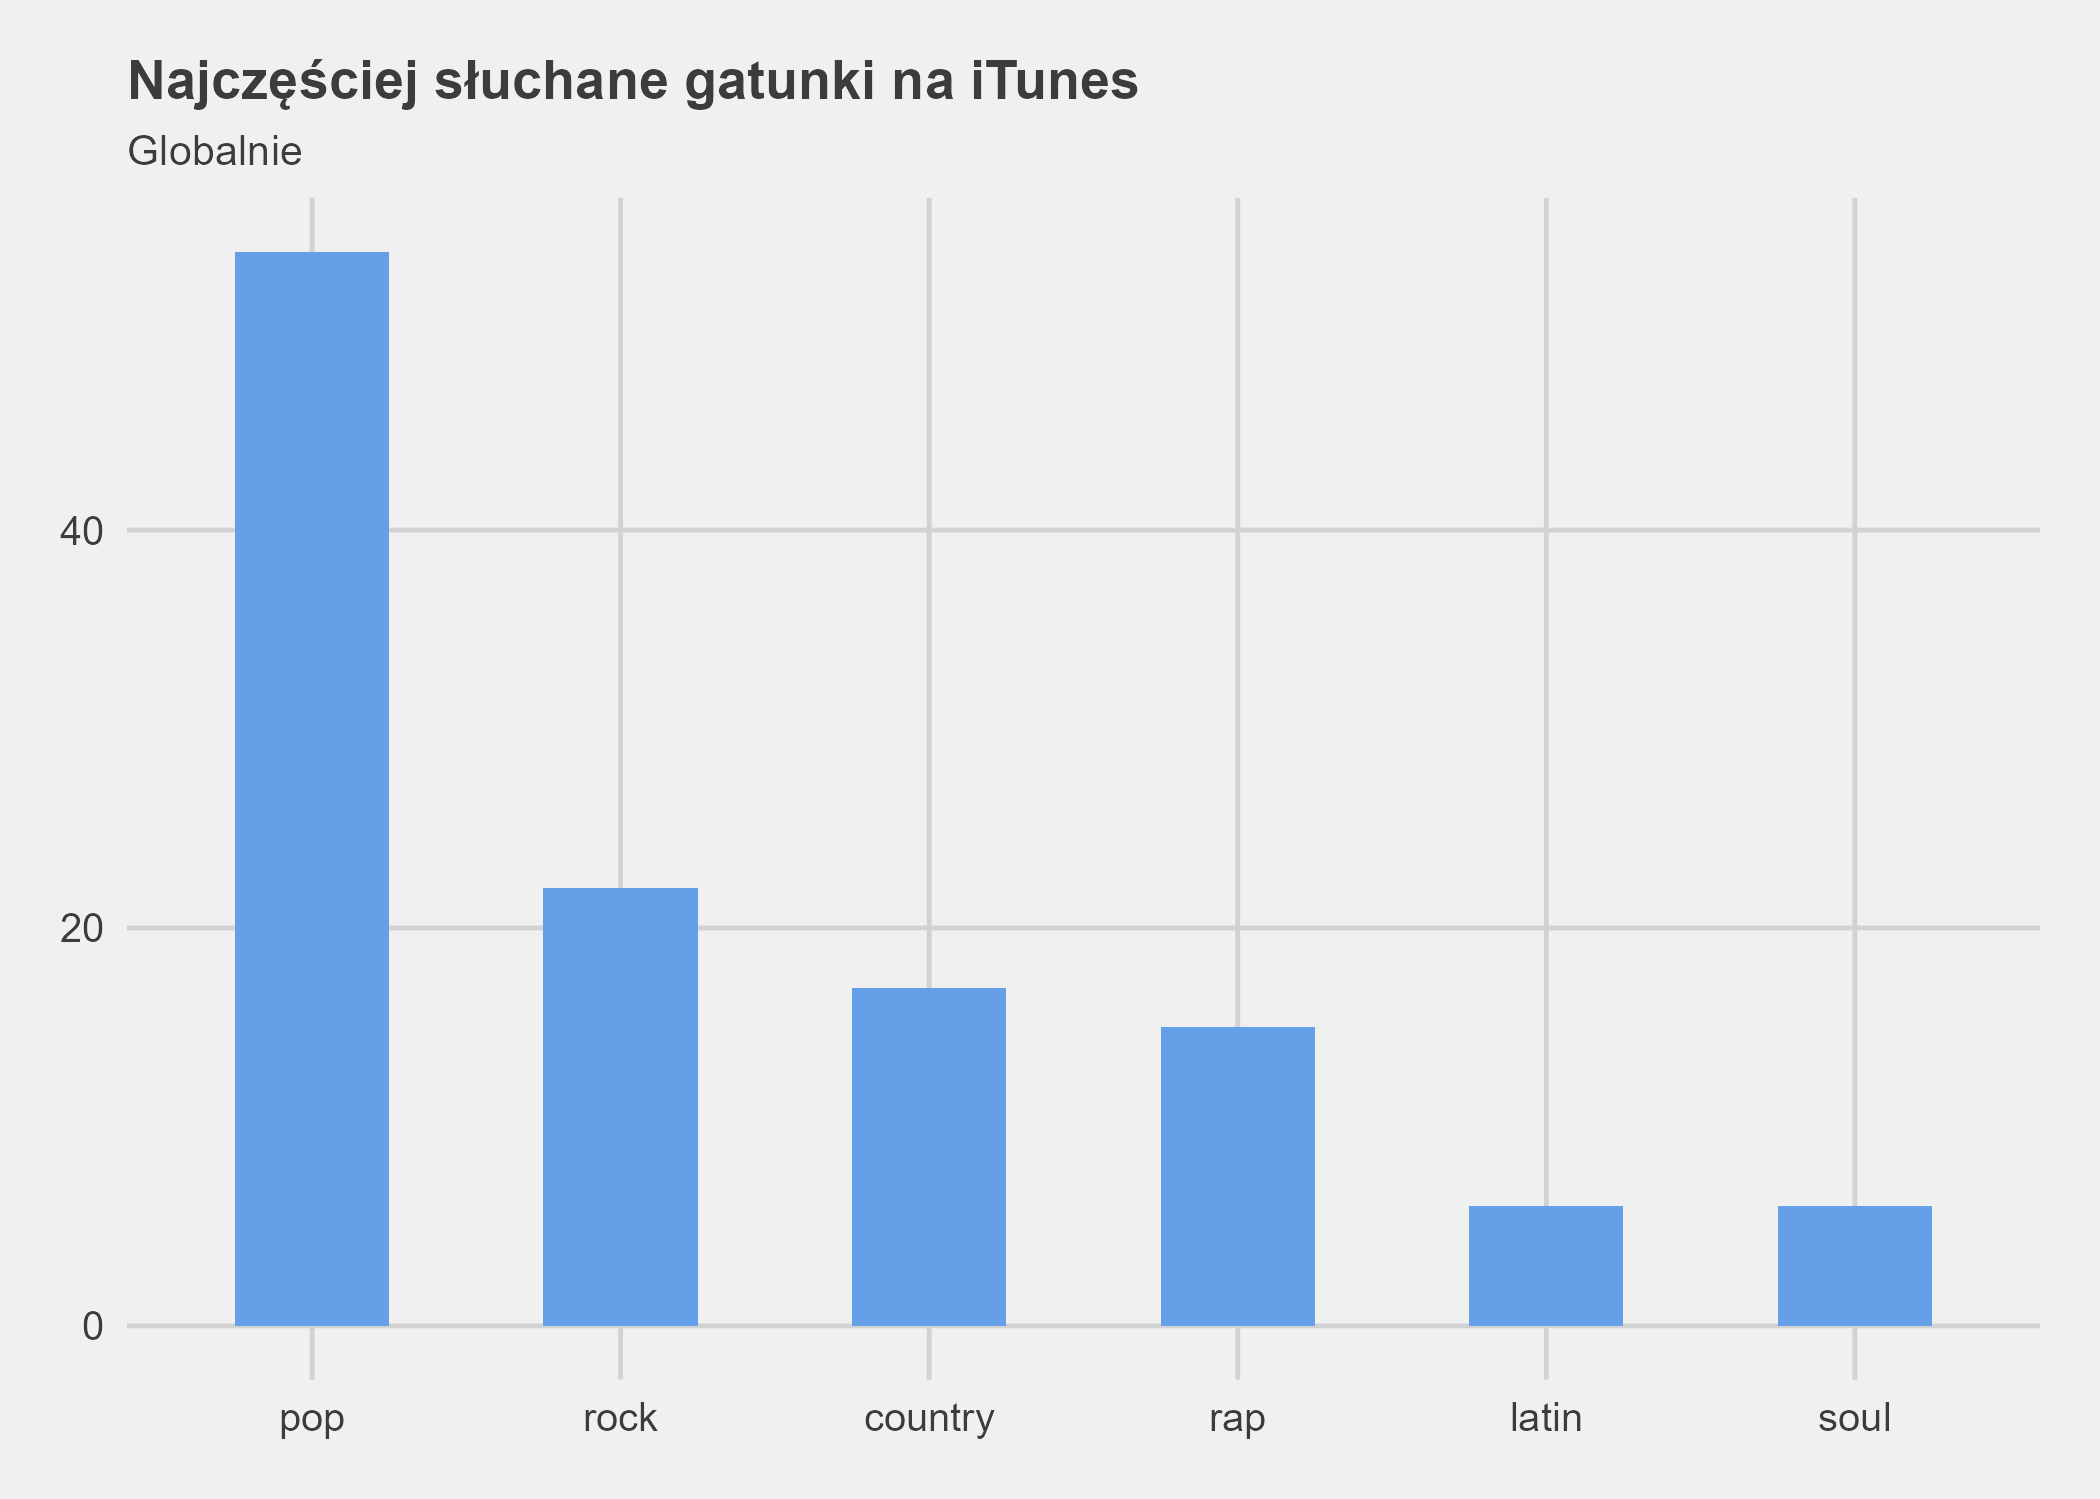 Najczęściej słuchane gatunki na iTunes
Globalnie
40
20
0
pop rock country rap latin soul